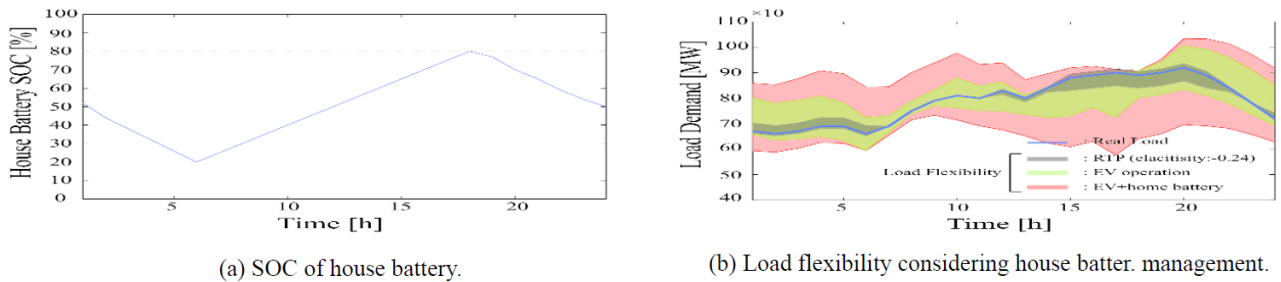 House Battery SOC [%]
100
90
80
70
60
50
40
30
20
10
0
5
10
15
20
Time [h]
(a) SOC of house battery.
×10
Load Demand [MW]
110
100
90
80
70
60
50
40
5
10
15
20
Time [h]
: Real Load
Load Flexibility
: RTP (elacitisity:-0.24)
: EV operation
: EV+home battery
(b) Load flexibility considering house batter. management.